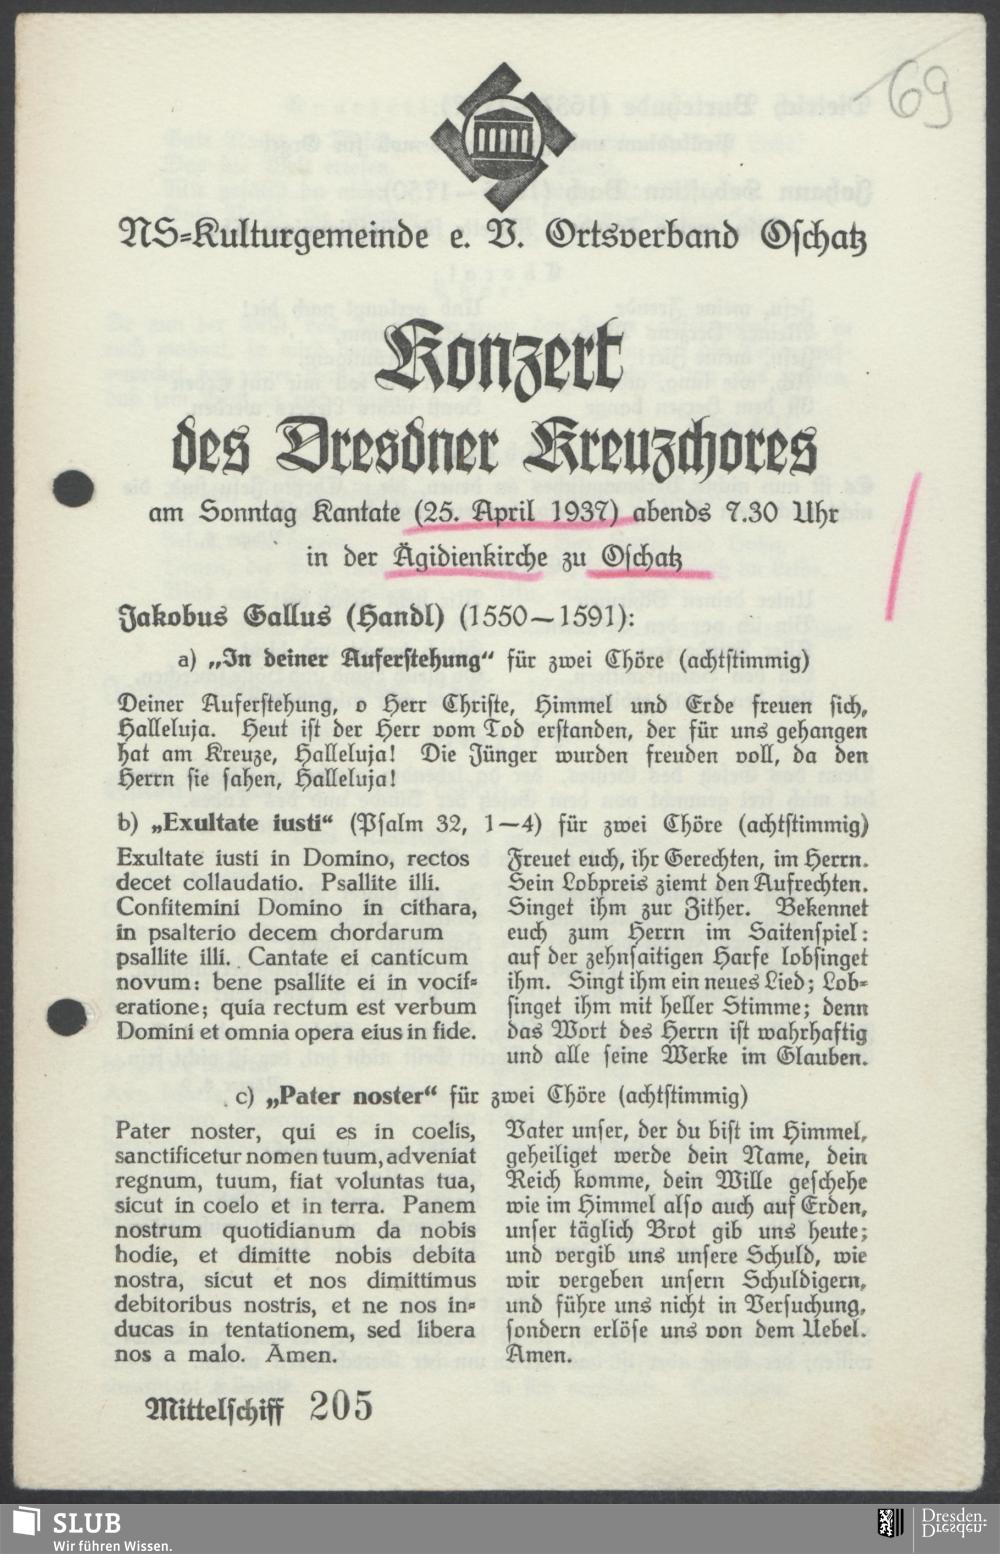 69
NS-Kulturgemeinde e. V. Ortsverband Oschatz
Konzert
des Dresdner Kreuzchores
am Sonntag Kantate (25. April 1937) abends 7.30 Uhr
in der Ägidienkirche zu Oschatz
Jakobus Gallus (Handl) (1550—1591):
a) „In deiner Auferstehung“ für zwei Chöre (achtstimmig)
Deiner Auferstehung, o Herr Christe, Himmel und Erde freuen sich,
Halleluja. Heut ist der Herr vom Tod erstanden, der für uns gehangen
hat am Kreuze, Halleluja! Die Jünger wurden freuden voll, da den
Herrn sie sahen, Halleluja!
b) „Exultate iusti“ (Psalm 32, 1—4) für zwei Chöre (achtstimmig)
Exultate iusti in Domino, rectos
decet collaudatio. Psallite illi.
Confitemini Domino in cithara,
in psalterio decem chordarum
psallite illi. Cantate ei canticum
novum: bene psallite ei in vocif-
eratione; quia rectum est verbum
Domini et omnia opera eius in fide.
Freuet euch, ihr Gerechten, im Herrn.
Sein Lobpreis ziemt den Aufrechten.
Singet ihm zur Zither. Bekennet
euch zum Herrn im Saitenspiel:
auf der zehnsaitigen Harfe lobsinget
ihm. Singt ihm ein neues Lied; Lob-
singet ihm mit heller Stimme; denn
das Wort des Herrn ist wahrhaftig
und alle seine Werke im Glauben.
c) „Pater noster“ für zwei Chöre (achtstimmig)
Pater noster, qui es in coelis,
sanctificetur nomen tuum, adveniat
regnum, tuum, fiat voluntas tua,
sicut in coelo et in terra. Panem
nostrum quotidianum da nobis
hodie, et dimitte nobis debita
nostra, sicut et nos dimittimus
debitoribus nostris, et ne nos in-
ducas in tentationem, sed libera
nos a malo. Amen.
Vater unser, der du bist im Himmel,
geheiliget werde dein Name, dein
Reich komme, dein Wille geschehe
wie im Himmel also auch auf Erden,
unser täglich Brot gib uns heute;
und vergib uns unsere Schuld, wie
wir vergeben unsern Schuldigern,
und führe uns nicht in Versuchung,
sondern erlöse uns von dem Uebel.
Amen.
Mittelschiff 205
SLUB
Wir führen Wissen.
Dresden.
Dresden.